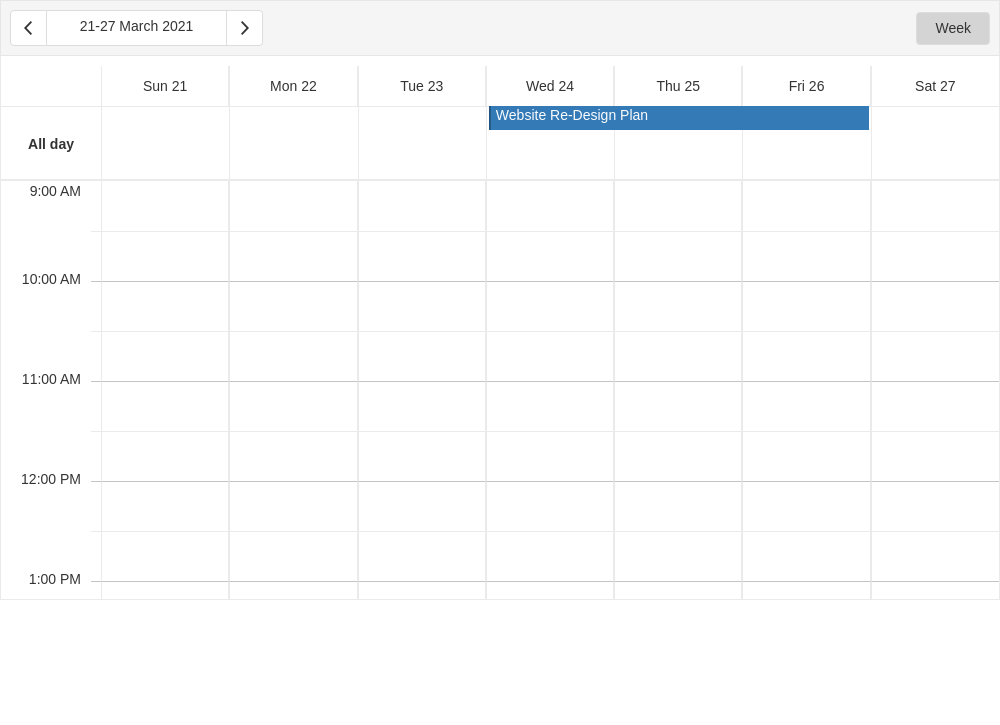 21-27 March 2021
Week
Sun 21
Mon 22
Tue 23
Wed 24
Thu 25
Fri 26
Sat 27
All day
Website Re-Design Plan
9:00 AM
10:00 AM
11:00 AM
12:00 PM
1:00 PM